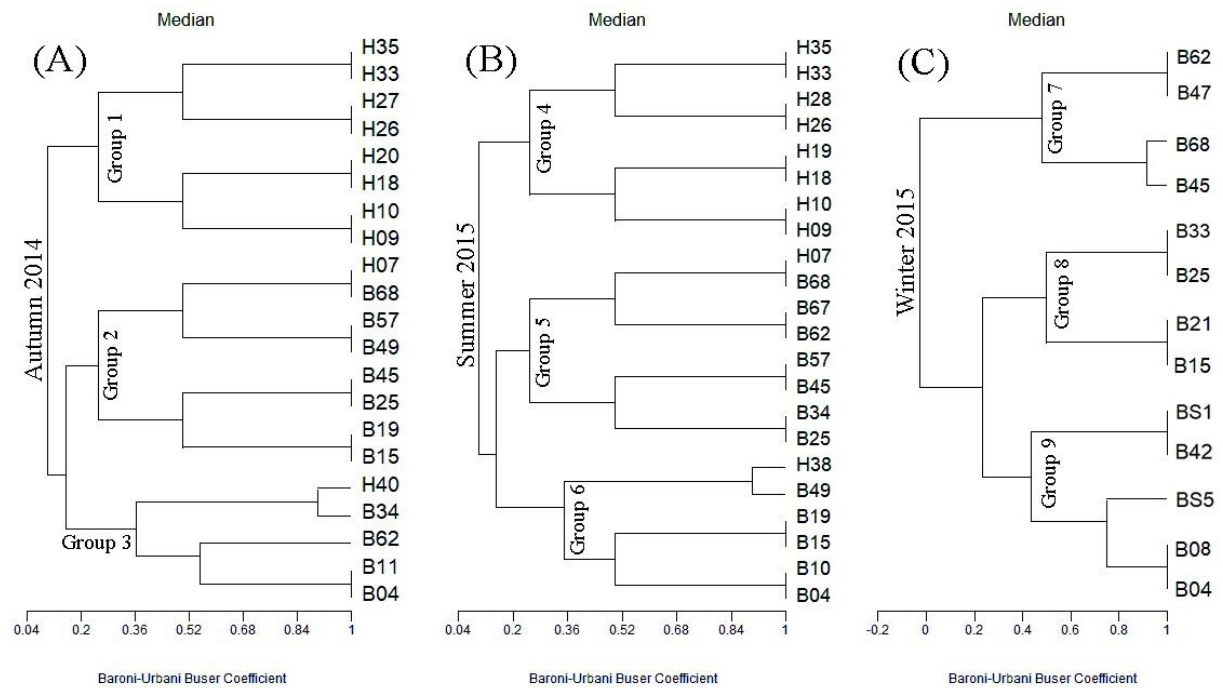 Median
(A)
Autumn 2014
Group 1
Group 2
Group 3
H35
H33
H27
H26
H20
H18
H10
H09
H07
B68
B57
B49
B45
B25
B19
B15
H40
B34
B62
B11
B04
0.04 0.2 0.36 0.52 0.68 0.84 1
Baroni-Urbani Buser Coefficient
Median
(B)
Summer 2015
Group 4
Group 5
Group 6
H35
H33
H28
H26
H19
H18
H10
H09
H07
B68
B67
B62
B57
B45
B34
B25
H38
B49
B19
B15
B10
B04
0.04 0.2 0.36 0.52 0.68 0.84 1
Baroni-Urbani Buser Coefficient
Median
(C)
Winter 2015
Group 7
Group 8
Group 9
B62
B47
B68
B45
B33
B25
B21
B15
BS1
B42
BS5
B08
B04
-0.2 0 0.2 0.4 0.6 0.8 1
Baroni-Urbani Buser Coefficient